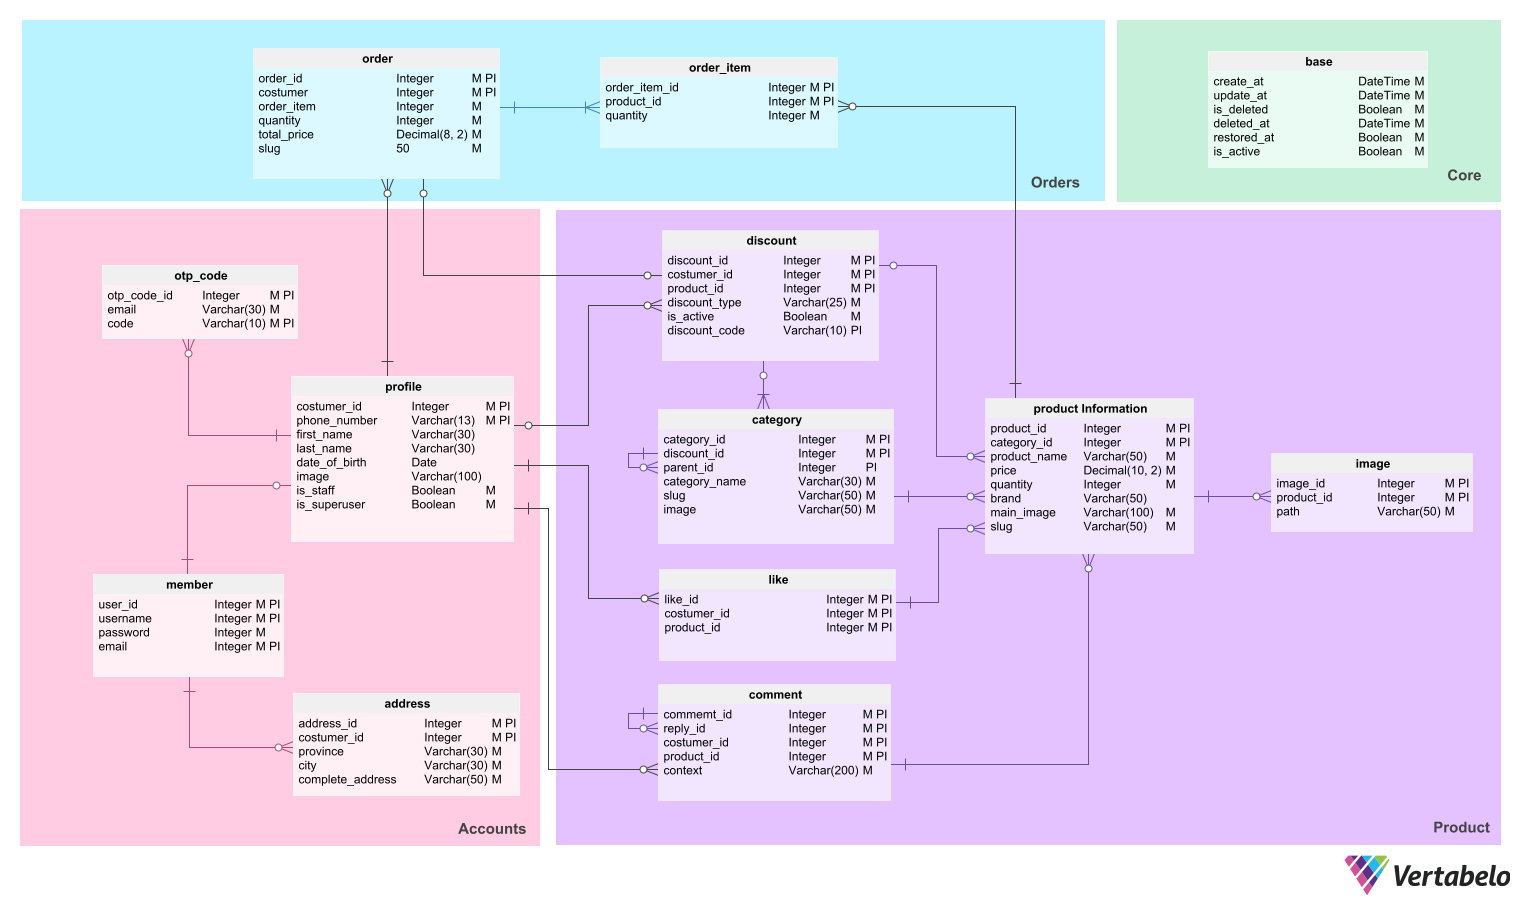 order
order_id Integer M PI
costumer Integer M PI
order_item Integer M
quantity Integer M
total_price Decimal(8, 2) M
slug 50 M
order_item
order_item_id Integer M PI
product_id Integer M PI
quantity Integer M
Orders
base
create_at DateTime M
update_at DateTime M
is_deleted Boolean M
deleted_at DateTime M
restored_at Boolean M
is_active Boolean M
Core
otp_code
otp_code_id Integer M PI
email Varchar(30) M
code Varchar(10) M PI
profile
costumer_id Integer M PI
phone_number Varchar(13) M PI
first_name Varchar(30)
last_name Varchar(30)
date_of_birth Date
image Varchar(100)
is_staff Boolean M
is_superuser Boolean M
member
user_id Integer M PI
username Integer M PI
password Integer M
email Integer M PI
address
address_id Integer M PI
costumer_id Integer M PI
province Varchar(30) M
city Varchar(30) M
complete_address Varchar(50) M
Accounts
discount
discount_id Integer M PI
costumer_id Integer M PI
product_id Integer M PI
discount_type Varchar(25) M
is_active Boolean M
discount_code Varchar(10) PI
category
category_id Integer M PI
discount_id Integer M PI
parent_id Integer PI
category_name Varchar(30) M
slug Varchar(50) M
image Varchar(50) M
like
like_id Integer M PI
costumer_id Integer M PI
product_id Integer M PI
comment
commemt_id Integer M PI
reply_id Integer M PI
costumer_id Integer M PI
product_id Integer M PI
context Varchar(200) M
product Information
product_id Integer M PI
category_id Integer M PI
product_name Varchar(50) M
price Decimal(10, 2) M
quantity Integer M
brand Varchar(50)
main_image Varchar(100) M
slug Varchar(50) M
image
image_id Integer M PI
product_id Integer M PI
path Varchar(50) M
Product
Vertabelo